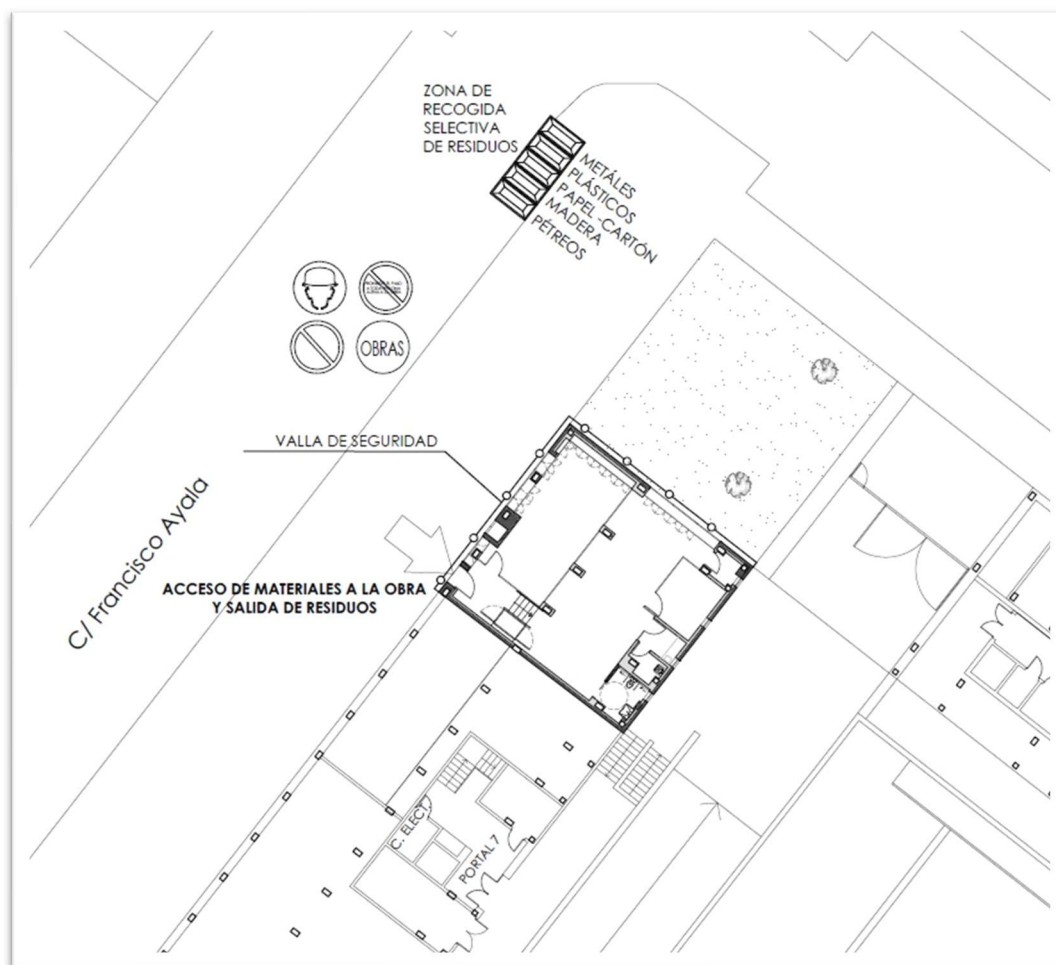 ZONA DE
RECOGIDA
SELECTIVA
DE RESIDUOS
METÁLES
PLÁSTICOS
PAPEL-CARTÓN
MADERA
PÉTREOS
OBRAS
VALLA DE SEGURIDAD
C/ Francisco Ayala
ACCESO DE MATERIALES A LA OBRA
Y SALIDA DE RESIDUOS
C. ELECT.
PORTAL 7